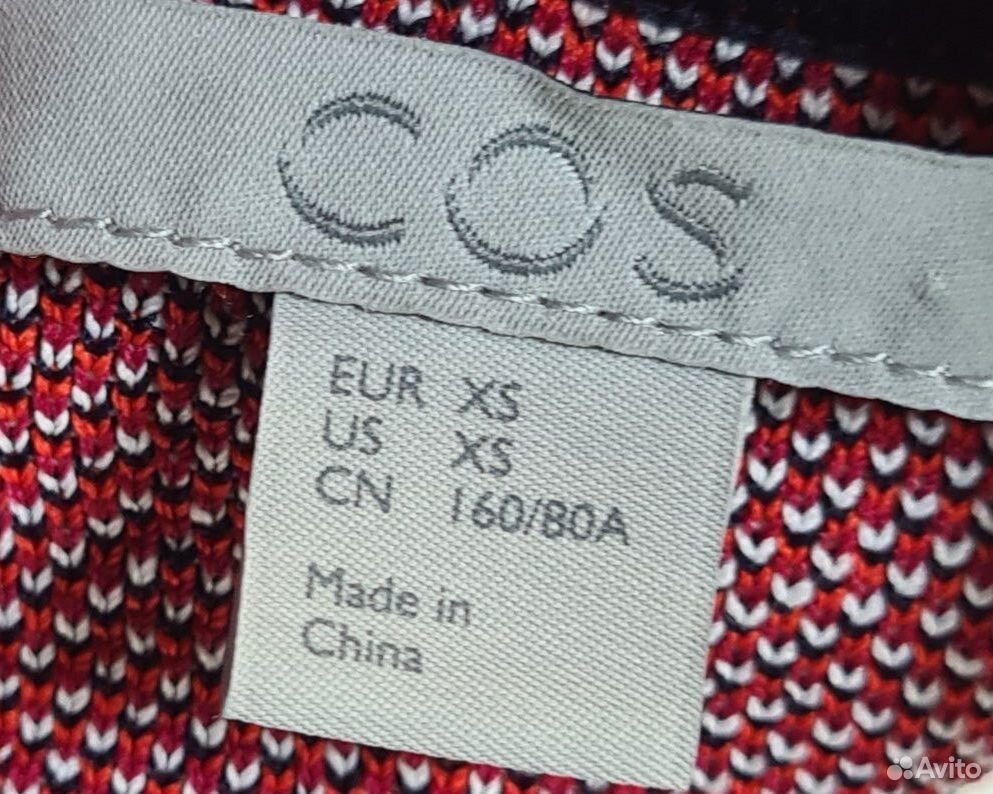 COS
EUR XS
US XS
CN 160/80A
Made in
China
Avito